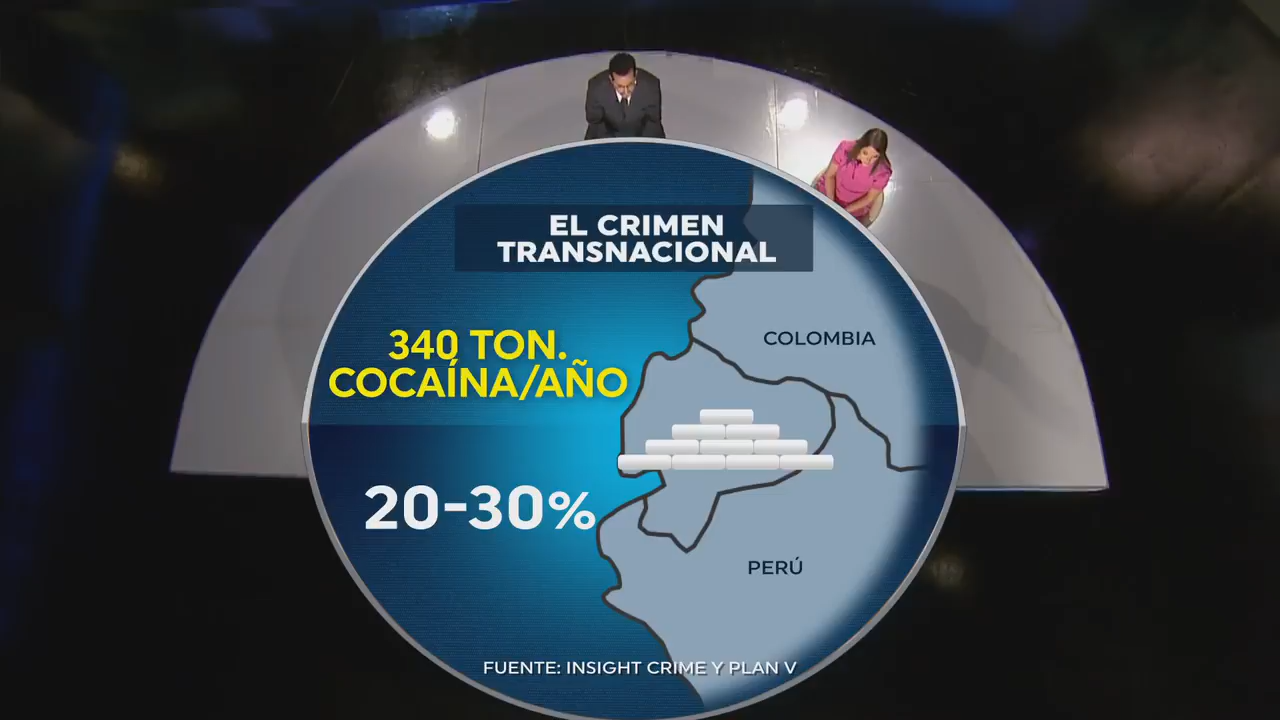 EL CRIMEN
TRANSNACIONAL
340 TON.
COCAÍNA/AÑO
20-30%
COLOMBIA
PERÚ
FUENTE: INSIGHT CRIME Y PLAN V